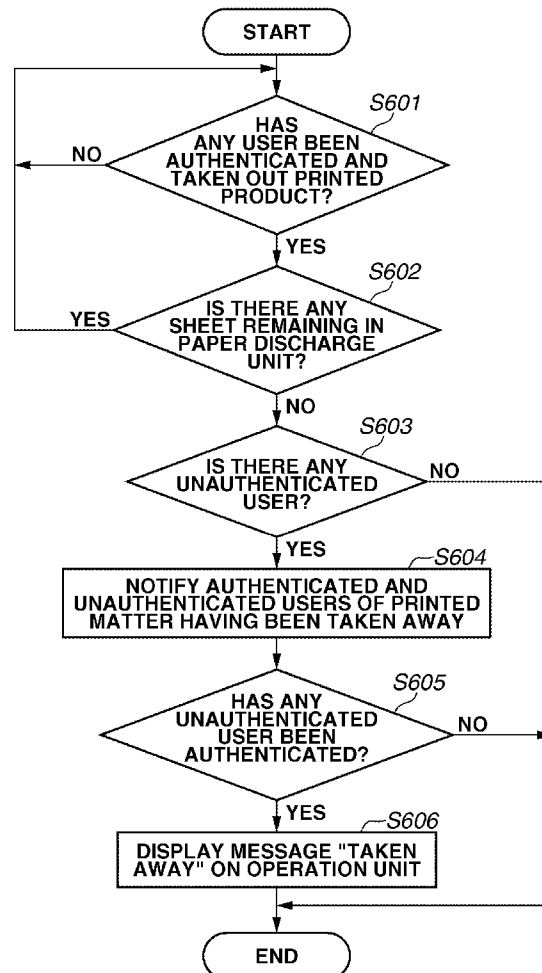 START
S601
HAS
ANY USER BEEN
AUTHENTICATED AND
TAKEN OUT PRINTED
PRODUCT?
NO
YES
S602
IS THERE ANY
SHEET REMAINING IN
PAPER DISCHARGE
UNIT?
YES
NO
S603
IS THERE ANY
UNAUTHENTICATED
USER?
NO
YES
S604
NOTIFY AUTHENTICATED AND
UNAUTHENTICATED USERS OF PRINTED
MATTER HAVING BEEN TAKEN AWAY
S605
HAS ANY
UNAUTHENTICATED
USER BEEN
AUTHENTICATED?
NO
YES
S606
DISPLAY MESSAGE "TAKEN
AWAY" ON OPERATION UNIT
END